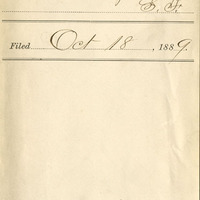 S. F.
Filed Oct 18, 1889.